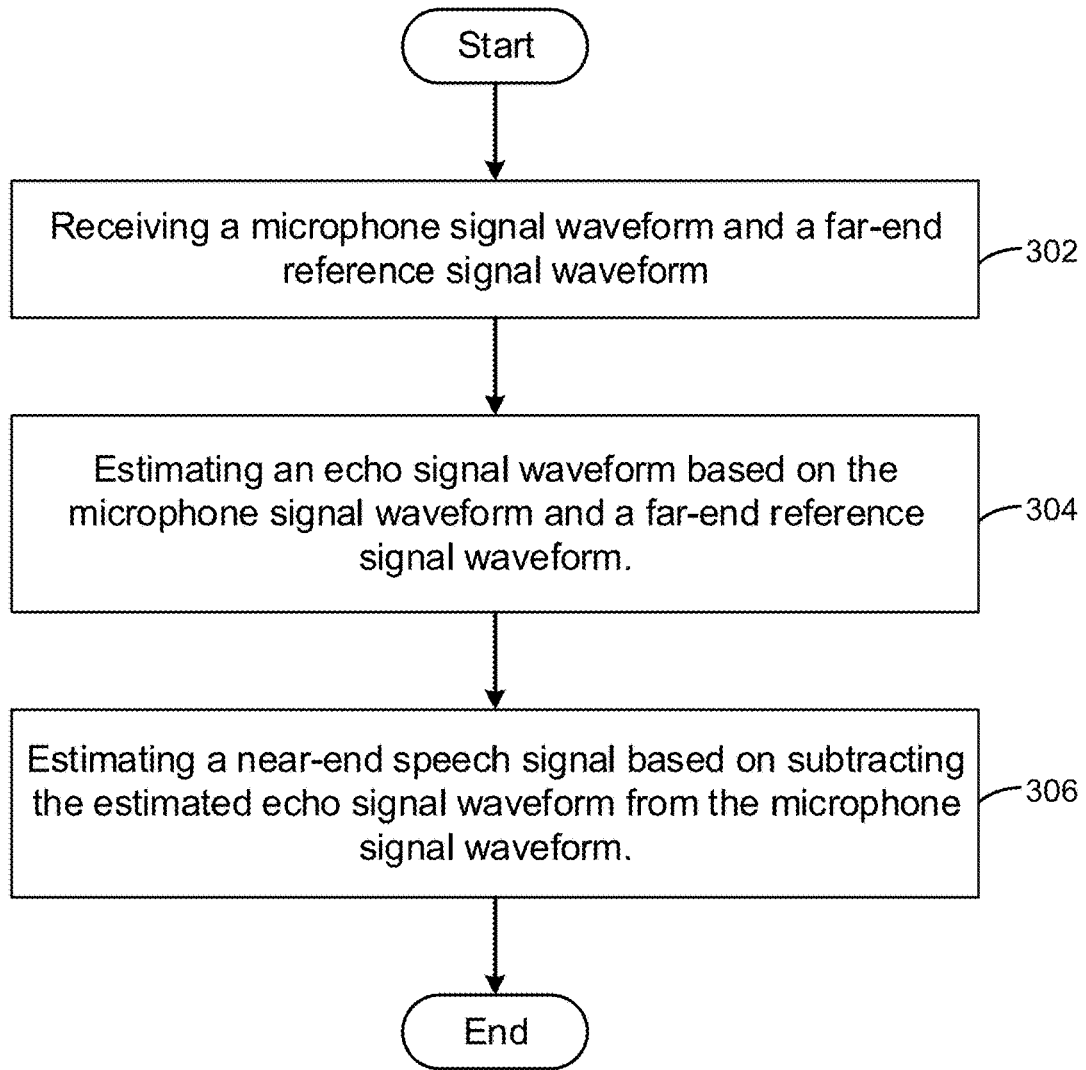 Start
Receiving a microphone signal waveform and a far-end
reference signal waveform
302
Estimating an echo signal waveform based on the
microphone signal waveform and a far-end reference
signal waveform.
304
Estimating a near-end speech signal based on subtracting
the estimated echo signal waveform from the microphone
signal waveform.
306
End